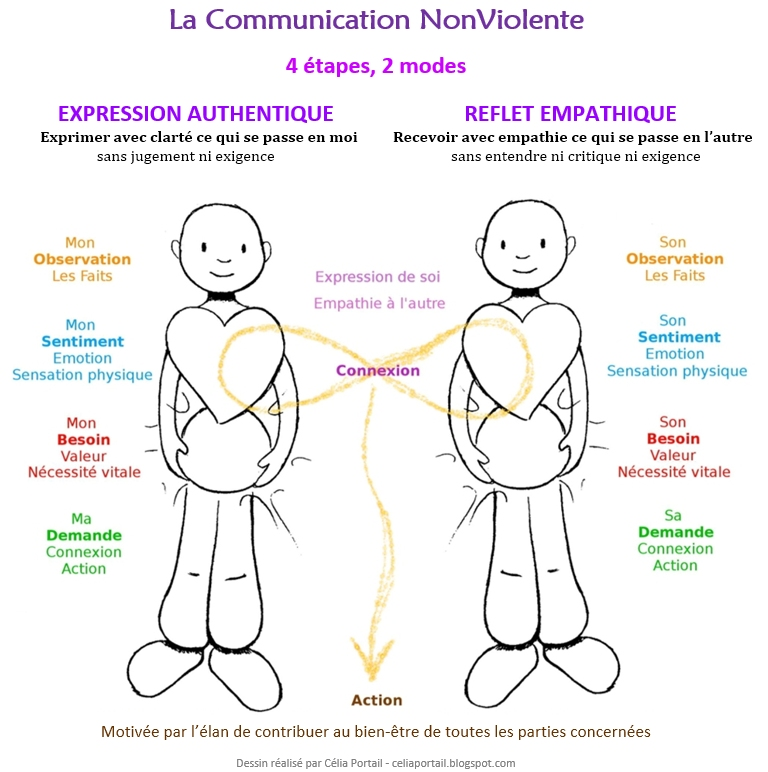 La Communication NonViolente
4 étapes, 2 modes
EXPRESSION AUTHENTIQUE
Exprimer avec clarté ce qui se passe en moi
sans jugement ni exigence
REFLET EMPATHIQUE
Recevoir avec empathie ce qui se passe en l'autre
sans entendre ni critique ni exigence
Mon
Observation
Les Faits
Mon
Sentiment
Emotion
Sensation physique
Mon
Besoin
Valeur
Nécessité vitale
Ma
Demande
Connexion
Action
Expression de soi
Empathie à l'autre
Connexion
Son
Observation
Les Faits
Son
Sentiment
Emotion
Sensation physique
Son
Besoin
Valeur
Nécessité vitale
Sa
Demande
Connexion
Action
Action
Motivée par l'élan de contribuer au bien-être de toutes les parties concernées
Dessin réalisé par Célia Portail - celiaportail.blogspot.com